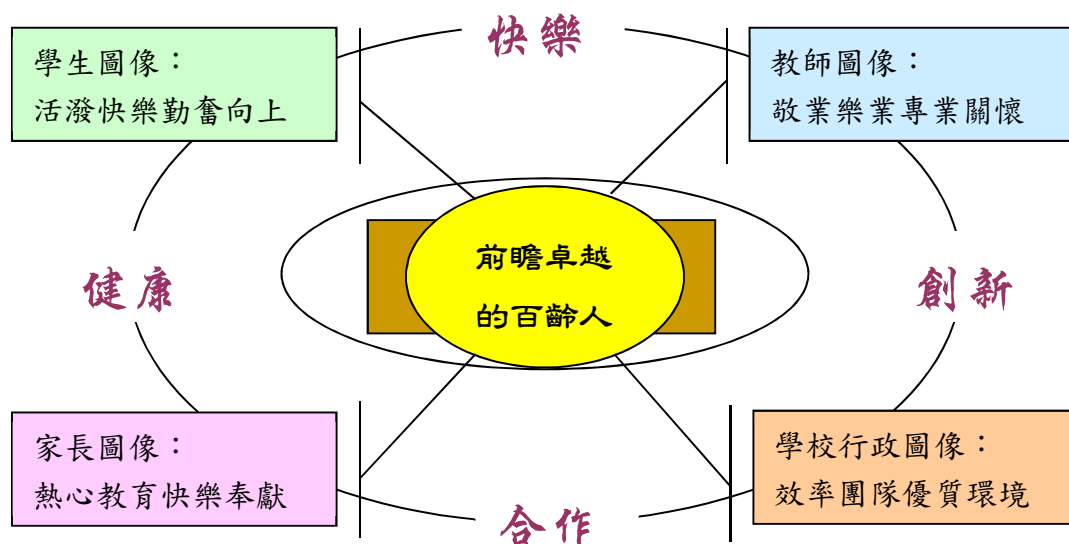 快樂
學生圖像：
活潑快樂勤奮向上
教師圖像：
敬業樂業專業關懷
健康
前瞻卓越
的百齡人
創新
家長圖像：
熱心教育快樂奉獻
學校行政圖像：
效率團隊優質環境
合作